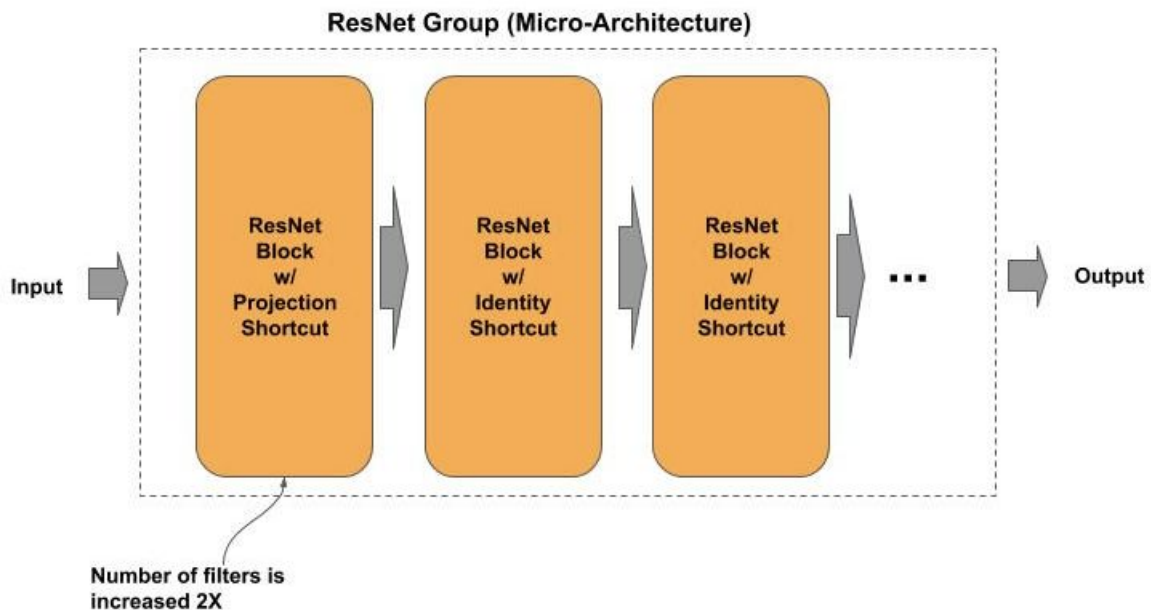 ResNet Group (Micro-Architecture)
Input
ResNet
Block
w/
Projection
Shortcut
ResNet
Block
w/
Identity
Shortcut
ResNet
Block
w/
Identity
Shortcut
...
Output
Number of filters is
increased 2X